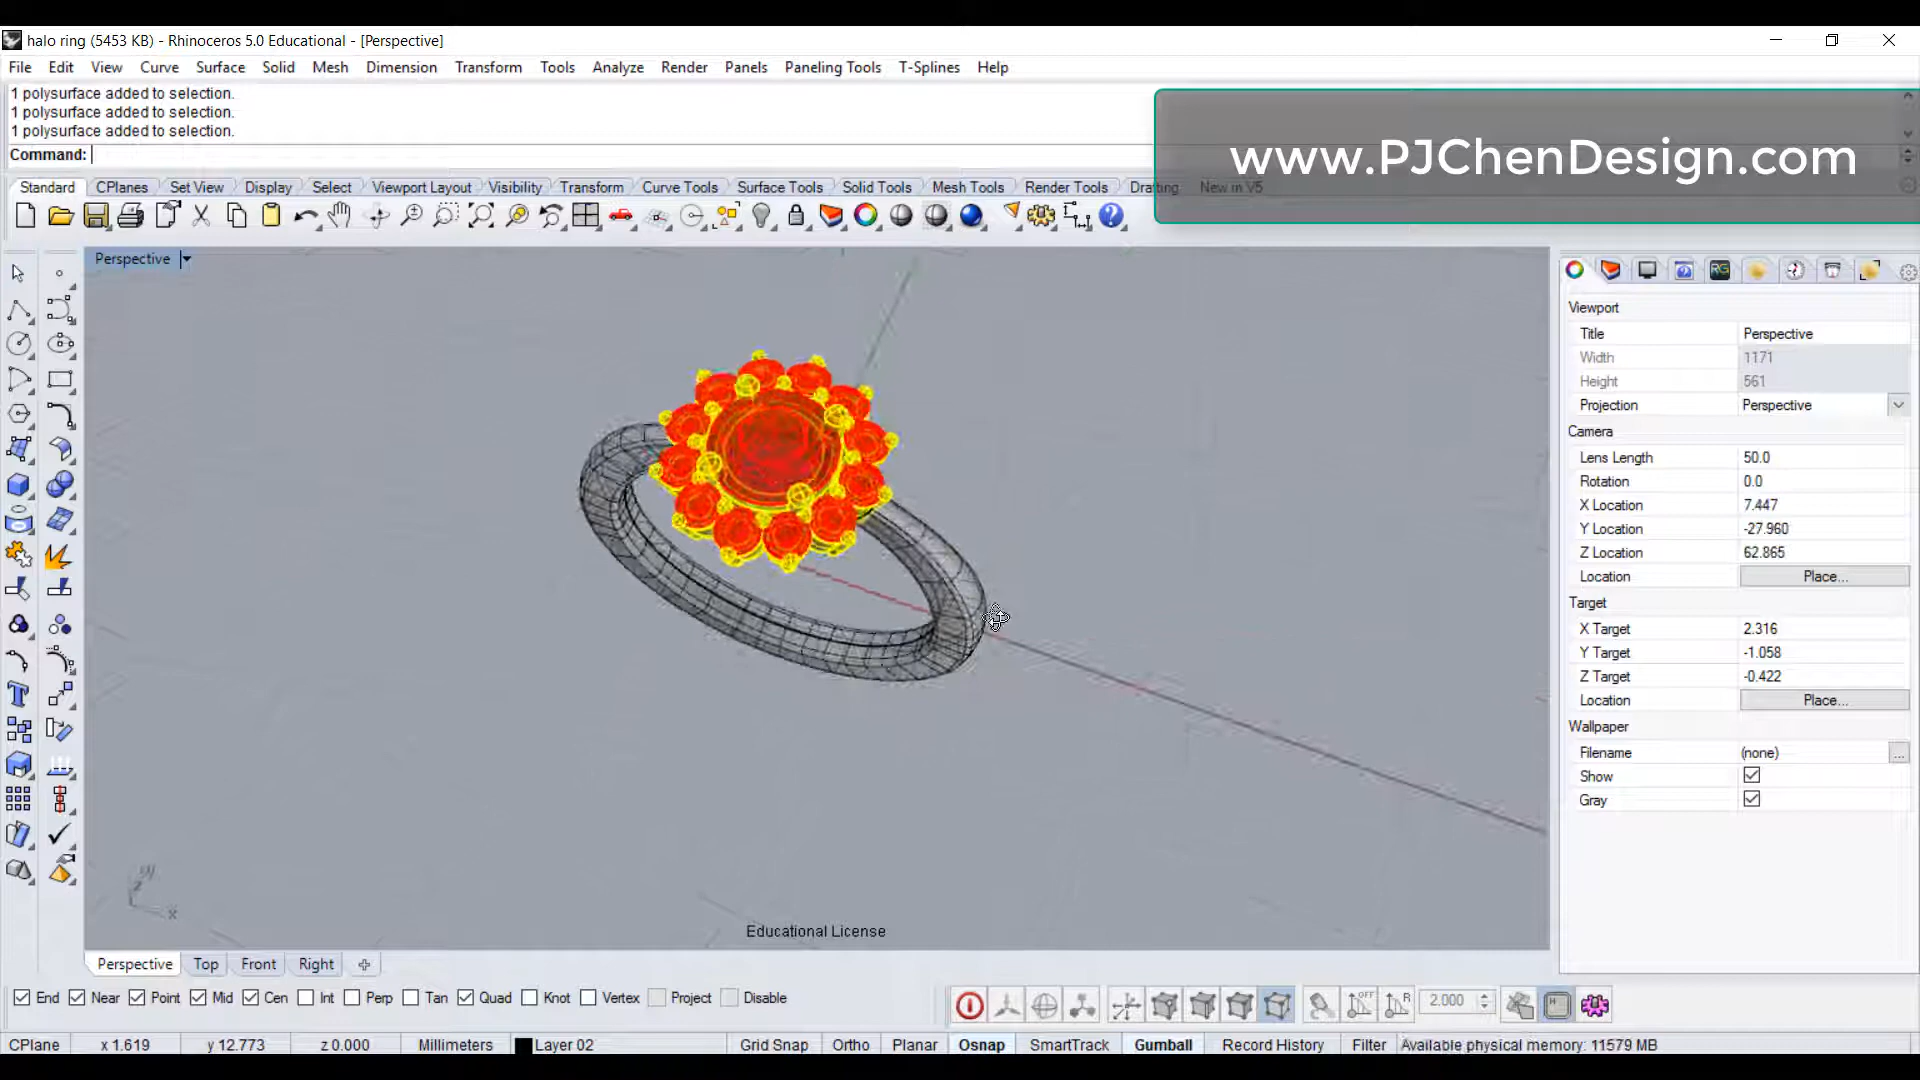 halo ring (5453 KB) - Rhinoceros 5.0 Educational - [Perspective]
File Edit View Curve Surface Solid Mesh Dimension Transform Tools Analyze Render Panels Paneling Tools T-Splines Help
1 polysurface added to selection.
1 polysurface added to selection.
1 polysurface added to selection.
Command:
www.PJChenDesign.com
Standard CPlanes Set View Display Select Viewport Layout Visibility Transform Curve Tools Surface Tools Solid Tools Mesh Tools Render Tools Drafting New in V5
Perspective
RG
Viewport
Title Perspective
Width 1171
Height 561
Projection Perspective
Camera
Lens Length 50.0
Rotation 0.0
X Location 7.447
Y Location -27.960
Z Location 62.865
Location Place...
Target
X Target 2.316
Y Target -1.058
Z Target -0.422
Location Place...
Wallpaper
Filename (none) ...
Show
Gray
z
x
Educational License
Perspective Top Front Right
End Near Point Mid Cen Int Perp Tan Quad Knot Vertex Project Disable
OFF R 2.000 H
CPlane x 1.619 y 12.773 z 0.000 Millimeters Layer 02 Grid Snap Ortho Planar Osnap SmartTrack Gumball Record History Filter Available physical memory: 11579 MB